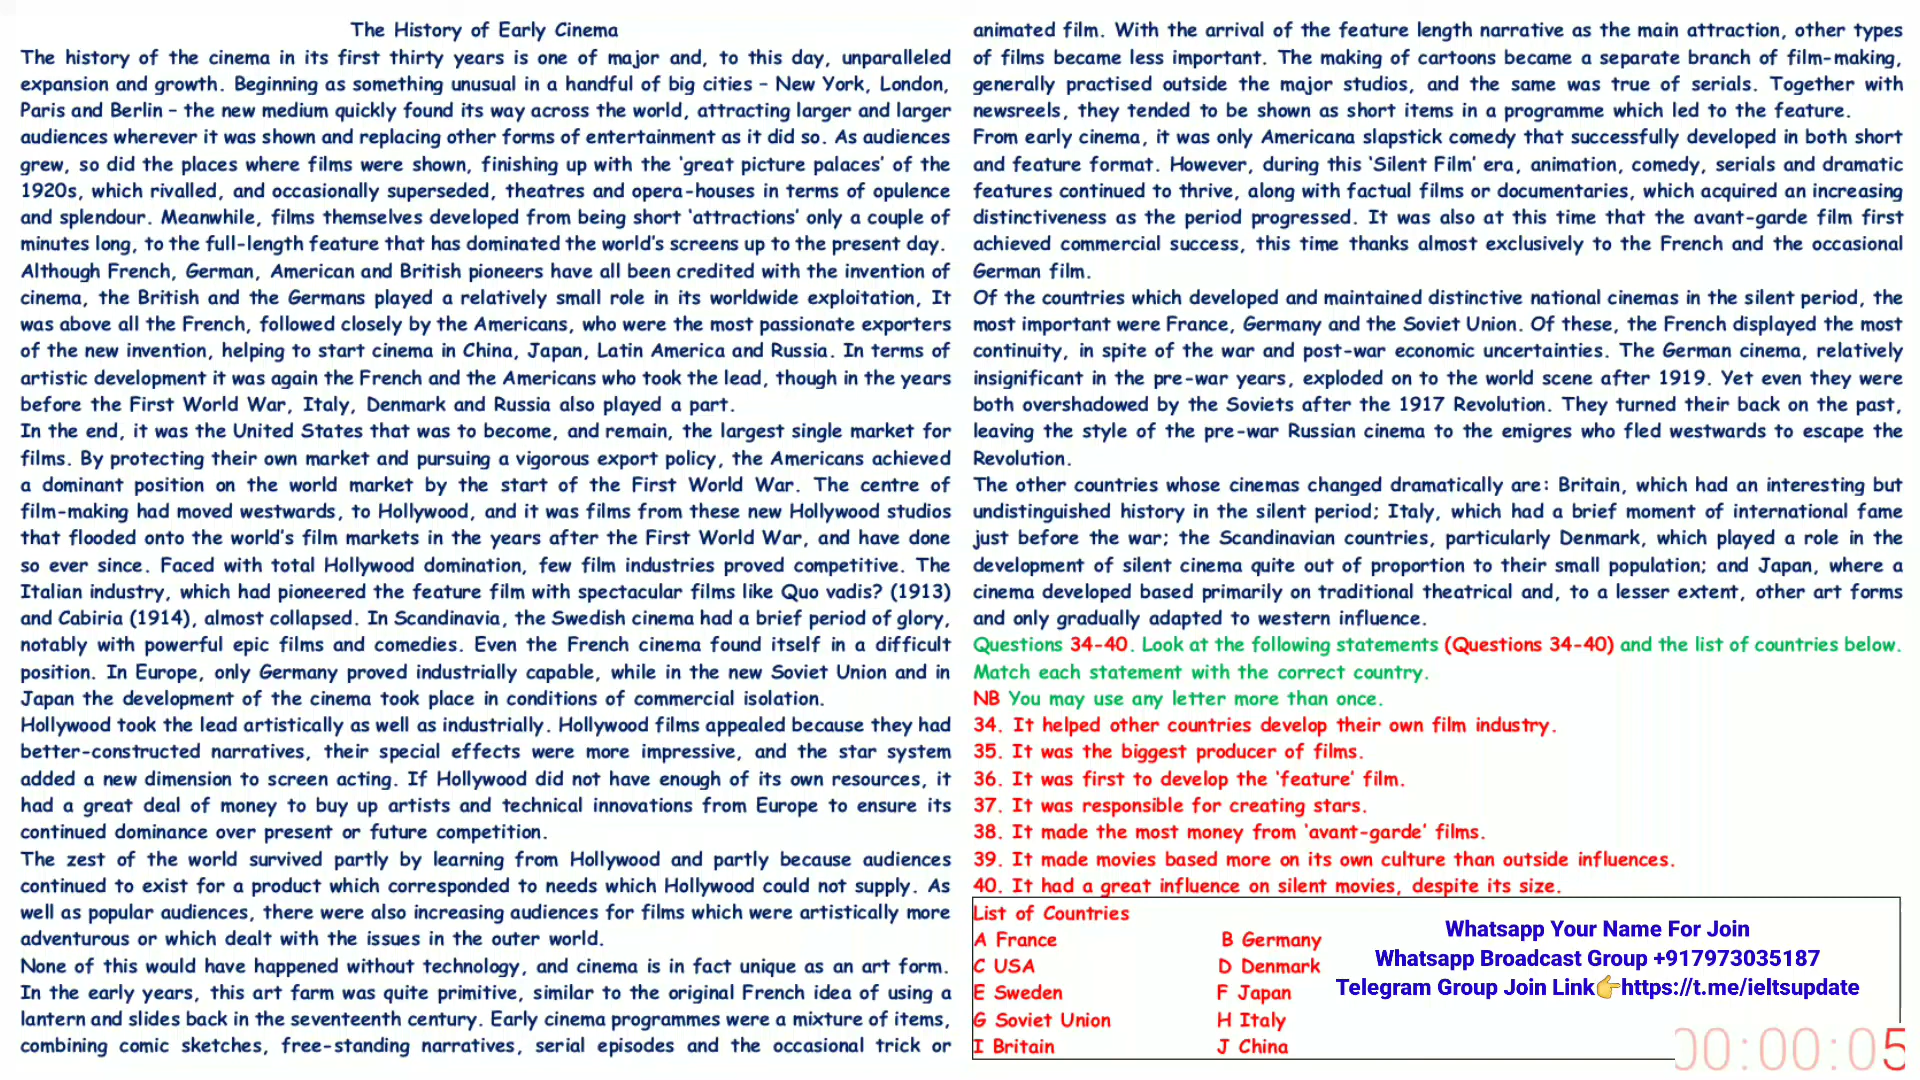 The History of Early Cinema
The history of the cinema in its first thirty years is one of major and, to this day, unparalleled
expansion and growth. Beginning as something unusual in a handful of big cities – New York, London,
Paris and Berlin – the new medium quickly found its way across the world, attracting larger and larger
audiences wherever it was shown and replacing other forms of entertainment as it did so. As audiences
grew, so did the places where films were shown, finishing up with the 'great picture palaces' of the
1920s, which rivalled, and occasionally superseded, theatres and opera-houses in terms of opulence
and splendour. Meanwhile, films themselves developed from being short 'attractions' only a couple of
minutes long, to the full-length feature that has dominated the world's screens up to the present day.
Although French, German, American and British pioneers have all been credited with the invention of
cinema, the British and the Germans played a relatively small role in its worldwide exploitation, It
was above all the French, followed closely by the Americans, who were the most passionate exporters
of the new invention, helping to start cinema in China, Japan, Latin America and Russia. In terms of
artistic development it was again the French and the Americans who took the lead, though in the years
before the First World War, Italy, Denmark and Russia also played a part.
In the end, it was the United States that was to become, and remain, the largest single market for
films. By protecting their own market and pursuing a vigorous export policy, the Americans achieved
a dominant position on the world market by the start of the First World War. The centre of
film-making had moved westwards, to Hollywood, and it was films from these new Hollywood studios
that flooded onto the world's film markets in the years after the First World War, and have done
so ever since. Faced with total Hollywood domination, few film industries proved competitive. The
Italian industry, which had pioneered the feature film with spectacular films like Quo vadis? (1913)
and Cabiria (1914), almost collapsed. In Scandinavia, the Swedish cinema had a brief period of glory,
notably with powerful epic films and comedies. Even the French cinema found itself in a difficult
position. In Europe, only Germany proved industrially capable, while in the new Soviet Union and in
Japan the development of the cinema took place in conditions of commercial isolation.
Hollywood took the lead artistically as well as industrially. Hollywood films appealed because they had
better-constructed narratives, their special effects were more impressive, and the star system
added a new dimension to screen acting. If Hollywood did not have enough of its own resources, it
had a great deal of money to buy up artists and technical innovations from Europe to ensure its
continued dominance over present or future competition.
The zest of the world survived partly by learning from Hollywood and partly because audiences
continued to exist for a product which corresponded to needs which Hollywood could not supply. As
well as popular audiences, there were also increasing audiences for films which were artistically more
adventurous or which dealt with the issues in the outer world.
None of this would have happened without technology, and cinema is in fact unique as an art form.
In the early years, this art farm was quite primitive, similar to the original French idea of using a
lantern and slides back in the seventeenth century. Early cinema programmes were a mixture of items,
combining comic sketches, free-standing narratives, serial episodes and the occasional trick or
animated film. With the arrival of the feature length narrative as the main attraction, other types
of films became less important. The making of cartoons became a separate branch of film-making,
generally practised outside the major studios, and the same was true of serials. Together with
newsreels, they tended to be shown as short items in a programme which led to the feature.
From early cinema, it was only Americana slapstick comedy that successfully developed in both short
and feature format. However, during this 'Silent Film' era, animation, comedy, serials and dramatic
features continued to thrive, along with factual films or documentaries, which acquired an increasing
distinctiveness as the period progressed. It was also at this time that the avant-garde film first
achieved commercial success, this time thanks almost exclusively to the French and the occasional
German film.
Of the countries which developed and maintained distinctive national cinemas in the silent period, the
most important were France, Germany and the Soviet Union. Of these, the French displayed the most
continuity, in spite of the war and post-war economic uncertainties. The German cinema, relatively
insignificant in the pre-war years, exploded on to the world scene after 1919. Yet even they were
both overshadowed by the Soviets after the 1917 Revolution. They turned their back on the past,
leaving the style of the pre-war Russian cinema to the emigres who fled westwards to escape the
Revolution.
The other countries whose cinemas changed dramatically are: Britain, which had an interesting but
undistinguished history in the silent period; Italy, which had a brief moment of international fame
just before the war; the Scandinavian countries, particularly Denmark, which played a role in the
development of silent cinema quite out of proportion to their small population; and Japan, where a
cinema developed based primarily on traditional theatrical and, to a lesser extent, other art forms
and only gradually adapted to western influence.
Questions 34-40. Look at the following statements (Questions 34-40) and the list of countries below.
Match each statement with the correct country.
NB You may use any letter more than once.
34. It helped other countries develop their own film industry.
35. It was the biggest producer of films.
36. It was first to develop the 'feature' film.
37. It was responsible for creating stars.
38. It made the most money from 'avant-garde' films.
39. It made movies based more on its own culture than outside influences.
40. It had a great influence on silent movies, despite its size.
List of Countries
A France B Germany
C USA D Denmark
E Sweden F Japan
G Soviet Union H Italy
I Britain J China
Whatsapp Your Name For Join
Whatsapp Broadcast Group +917973035187
Telegram Group Join Link👉https://t.me/ieltsupdate
00:00:05